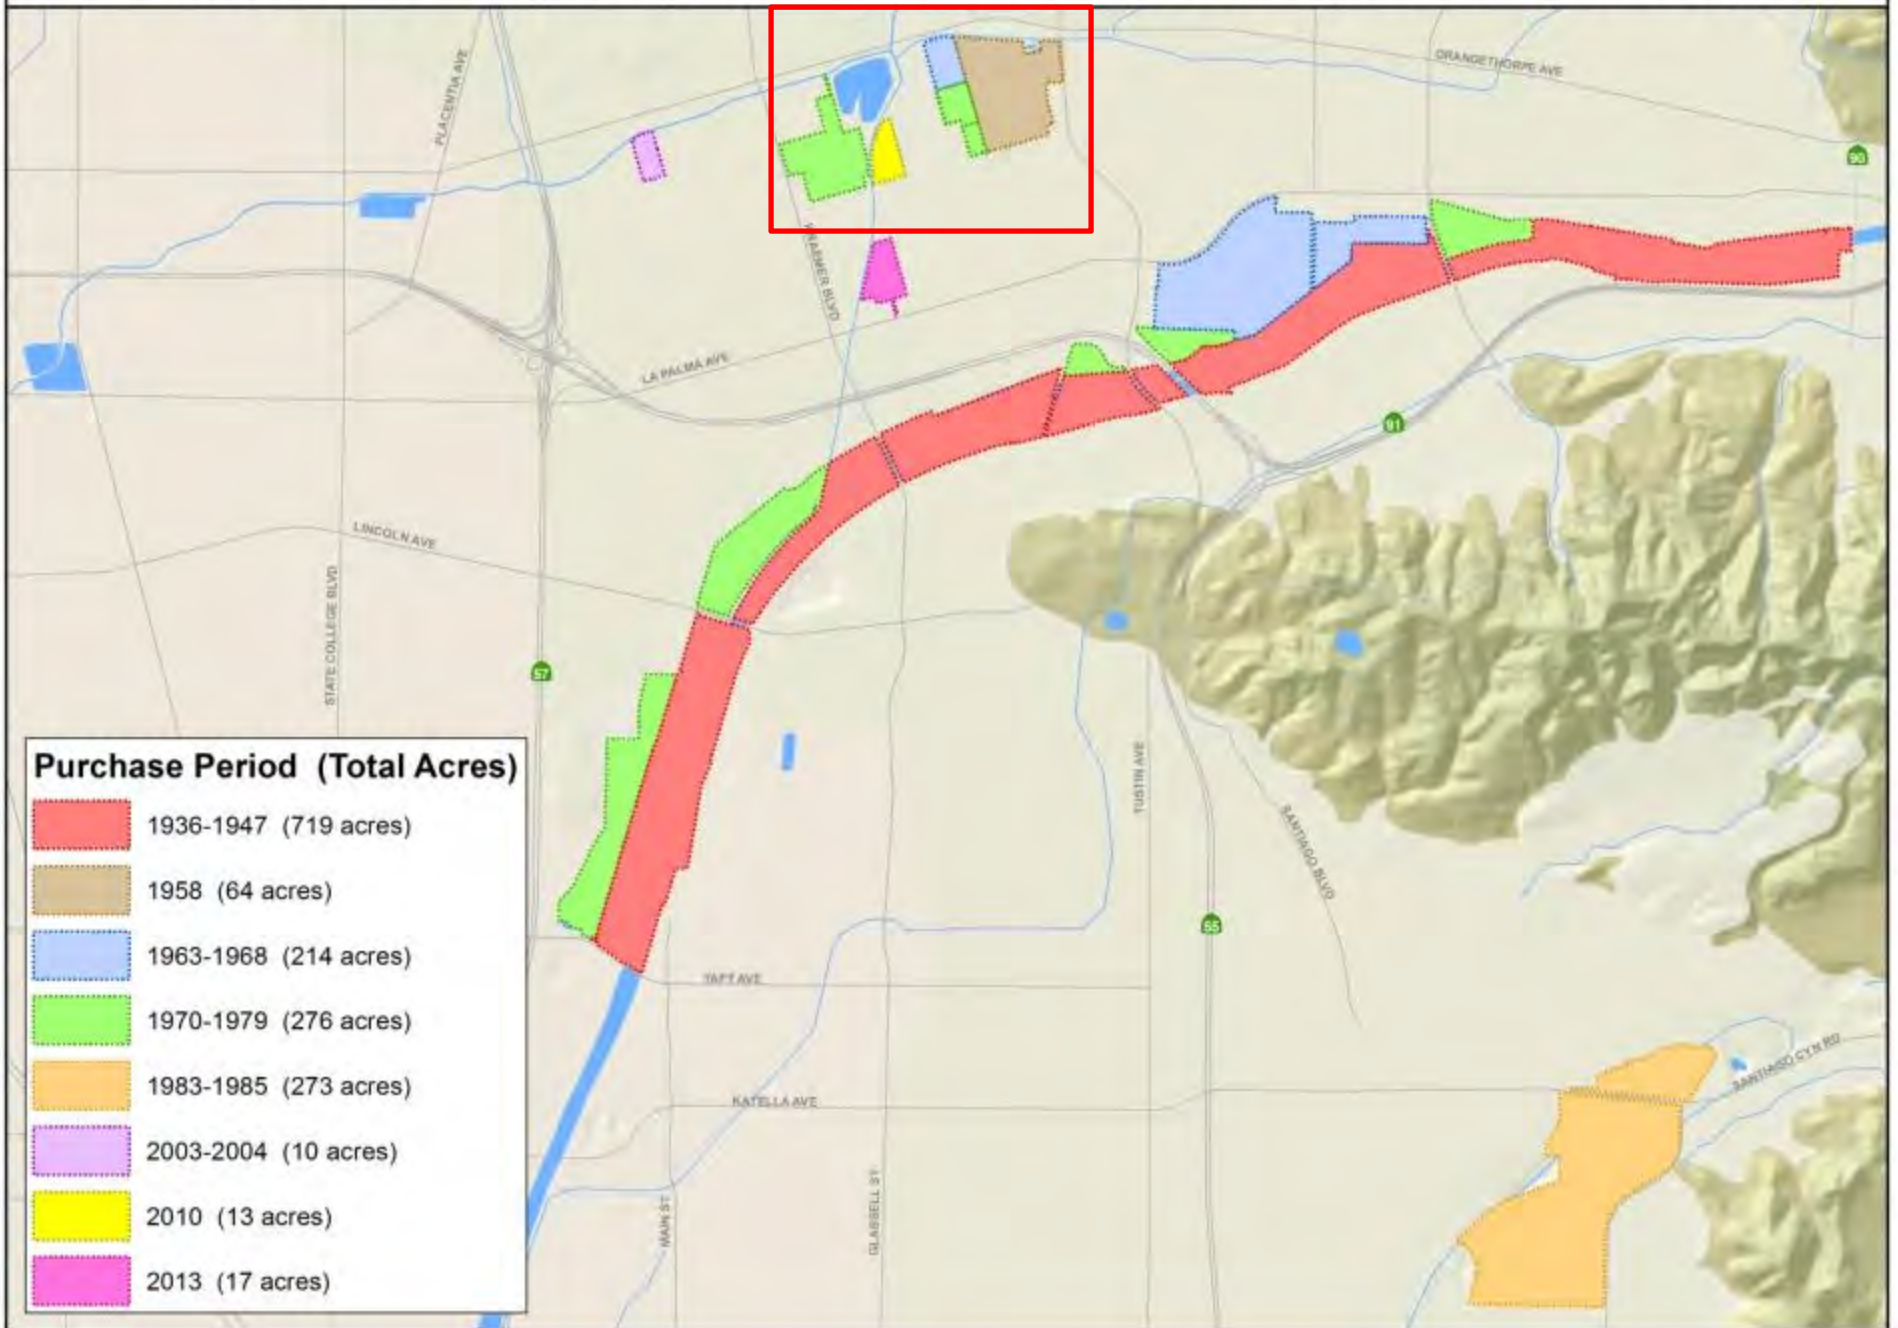 PLACENTIA AVE
ORANGETHORPE AVE
90
KRAEMER BLVD
LA PALMA AVE
91
LINCOLN AVE
STATE COLLEGE BLVD
57
TUSTIN AVE
SANTIAGO BLVD
55
TAFT AVE
KATELLA AVE
SANTIAGO CYN RD
MAIN ST
GLASSELL ST
Purchase Period (Total Acres)
1936-1947 (719 acres)
1958 (64 acres)
1963-1968 (214 acres)
1970-1979 (276 acres)
1983-1985 (273 acres)
2003-2004 (10 acres)
2010 (13 acres)
2013 (17 acres)